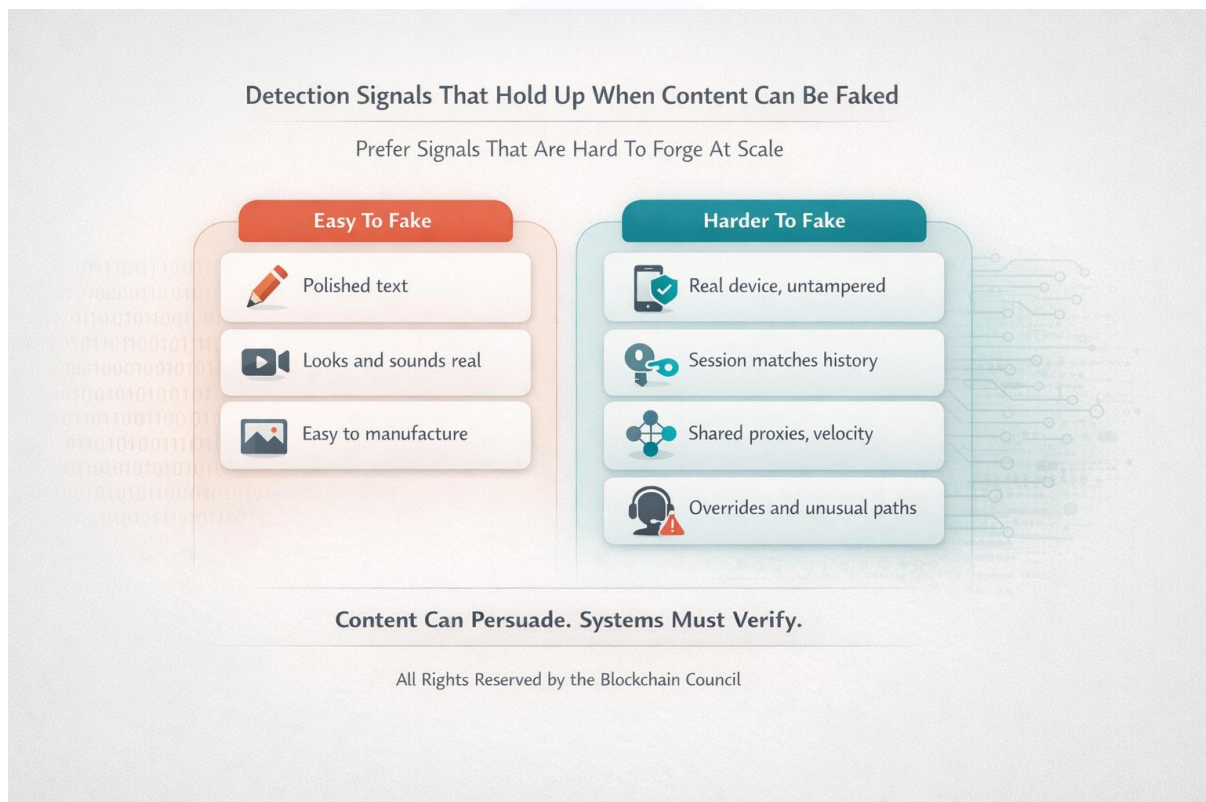 Detection Signals That Hold Up When Content Can Be Faked
Prefer Signals That Are Hard To Forge At Scale
Easy To Fake
Polished text
Looks and sounds real
Easy to manufacture
Harder To Fake
Real device, untampered
Session matches history
Shared proxies, velocity
Overrides and unusual paths
Content Can Persuade. Systems Must Verify.
All Rights Reserved by the Blockchain Council